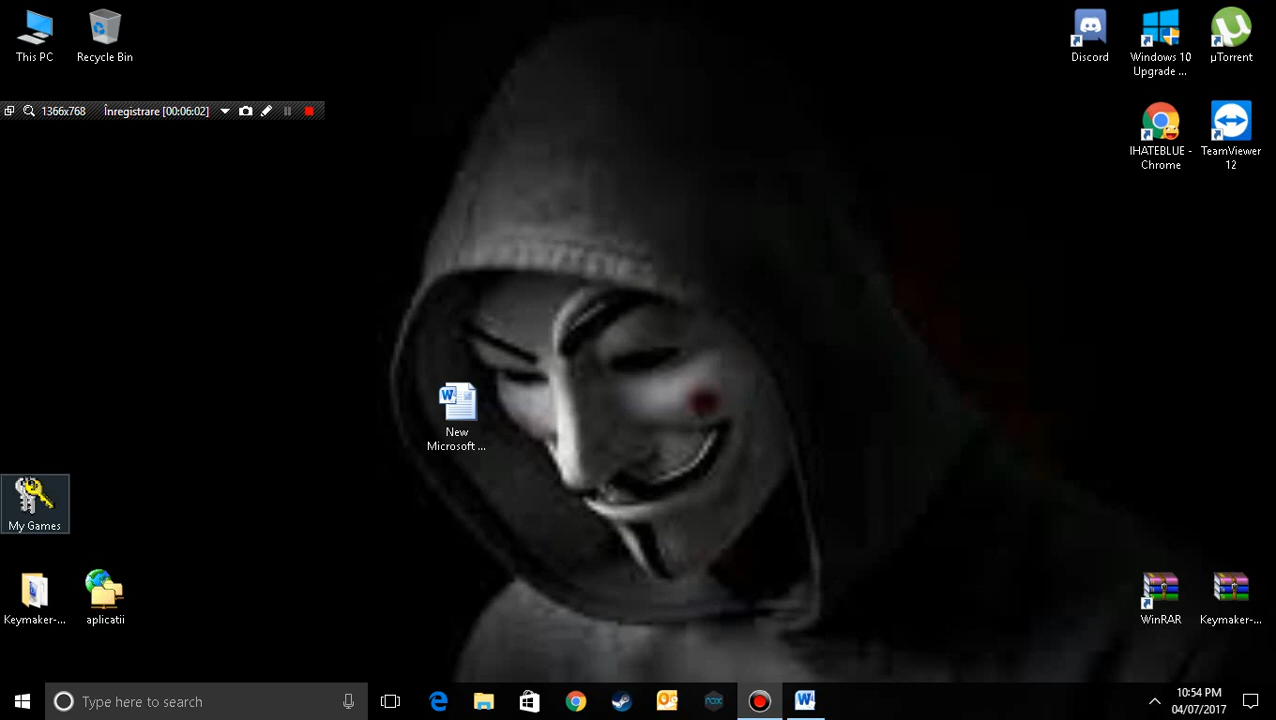 This PC
Recycle Bin
Discord
Windows 10
Upgrade ...
µTorrent
1366x768
Înregistrare [00:06:02]
IHATEBLUE -
Chrome
TeamViewer
12
New
Microsoft ...
My Games
Keymaker-...
aplicatii
WinRAR
Keymaker-...
Type here to search
nox
10:54 PM
04/07/2017